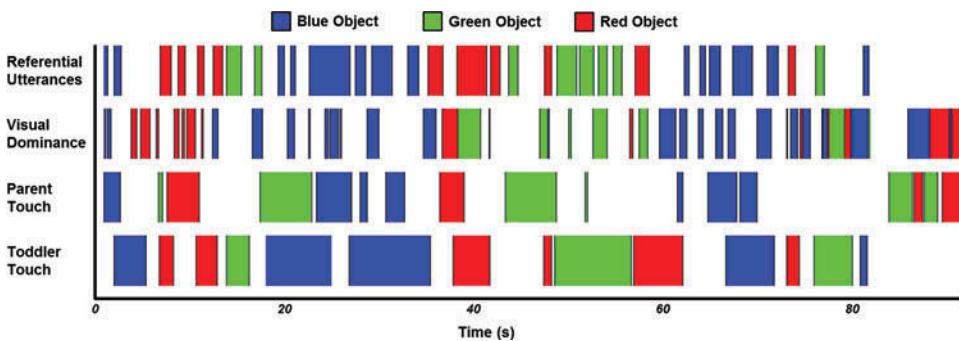 Blue Object Green Object Red Object
Referential
Utterances
Visual
Dominance
Parent
Touch
Toddler
Touch
0 20 40 60 80
Time (s)